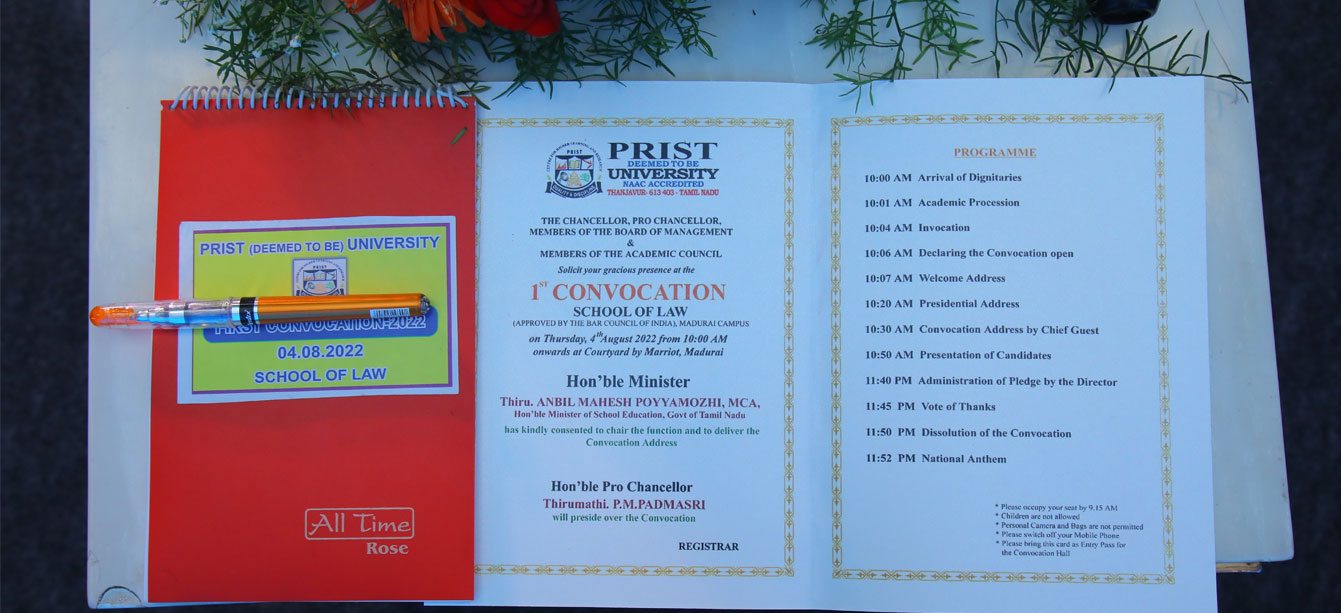 PRIST (DEEMED TO BE) UNIVERSITY
PRIST
FIRST CONVOCATION-2022
04.08.2022
SCHOOL OF LAW
All Time
Rose
PRIST
PRIST
DEEMED TO BE
UNIVERSITY
NAAC ACCREDITED
THANJAVUR- 613 403 - TAMIL NADU
THE CHANCELLOR, PRO CHANCELLOR,
MEMBERS OF THE BOARD OF MANAGEMENT
&
MEMBERS OF THE ACADEMIC COUNCIL
Solicit your gracious presence at the
1ST CONVOCATION
SCHOOL OF LAW
(APPROVED BY THE BAR COUNCIL OF INDIA), MADURAI CAMPUS
on Thursday, 4thAugust 2022 from 10:00 AM
onwards at Courtyard by Marriot, Madurai
Hon'ble Minister
Thiru. ANBIL MAHESH POYYAMOZHI, MCA,
Hon'ble Minister of School Education, Govt of Tamil Nadu
has kindly consented to chair the function and to deliver the
Convocation Address
Hon'ble Pro Chancellor
Thirumathi. P.M.PADMASRI
will preside over the Convocation
REGISTRAR
PROGRAMME
10:00 AM Arrival of Dignitaries
10:01 AM Academic Procession
10:04 AM Invocation
10:06 AM Declaring the Convocation open
10:07 AM Welcome Address
10:20 AM Presidential Address
10:30 AM Convocation Address by Chief Guest
10:50 AM Presentation of Candidates
11:40 PM Administration of Pledge by the Director
11:45 PM Vote of Thanks
11:50 PM Dissolution of the Convocation
11:52 PM National Anthem
* Please occupy your seat by 9.15 AM
* Children are not allowed
* Personal Camera and Bags are not permitted
* Please switch off your Mobile Phone
* Please bring this card as Entry Pass for
the Convocation Hall